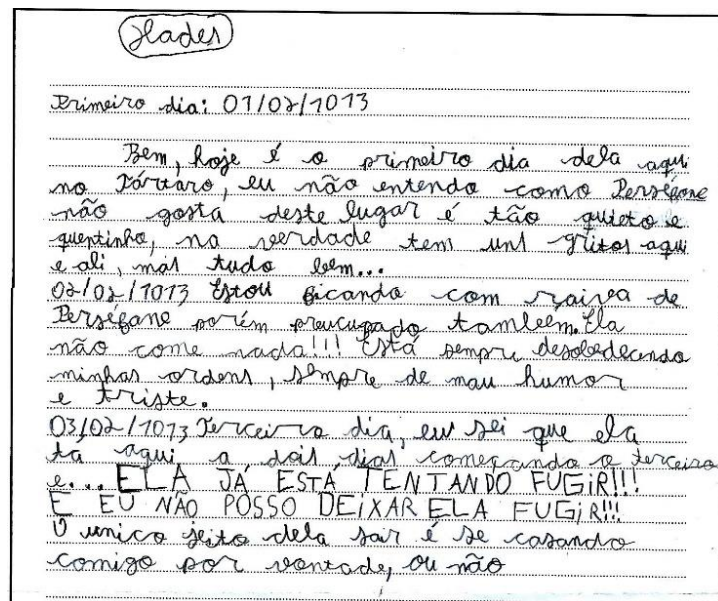 Hades
Primeiro dia: 01/02/1013
Bem, hoje é o primeiro dia dela aqui
no Tártaro, eu não entendo como Perséfone
não gosta deste lugar é tão quieto e
quentinho, na verdade tem uns gritos aqui
e ali, mas tudo bem...
02/02/1013 Estou ficando com raiva de
Perséfane porém preucupado também. Ela
não come nada!!! Está sempre desobedecendo
minhas ordens, sempre de mau humor
e triste.
03/02/1013 Terceiro dia, eu sei que ela
ta aqui a dois dias começando o terceiro
e... ELA JÁ ESTÁ TENTANDO FUGIR!!!
E EU NÃO POSSO DEIXAR ELA FUGIR!!!
O unico jeito dela sair é se casando
comigo por vontade, ou não